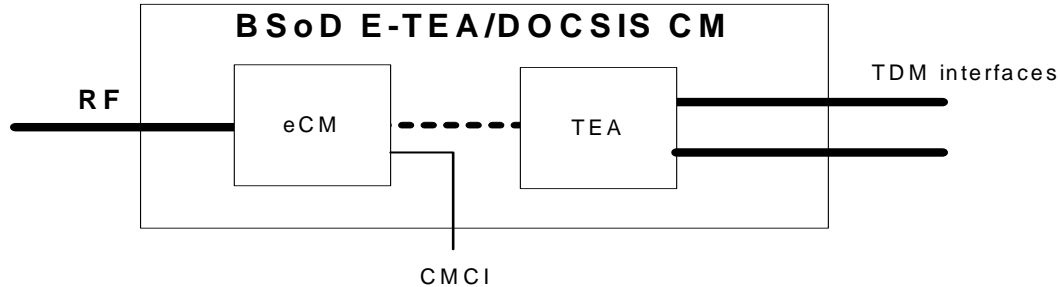 BSoD E-TEA/DOCSIS CM
TDM interfaces
RF
eCM
TEA
CMCI